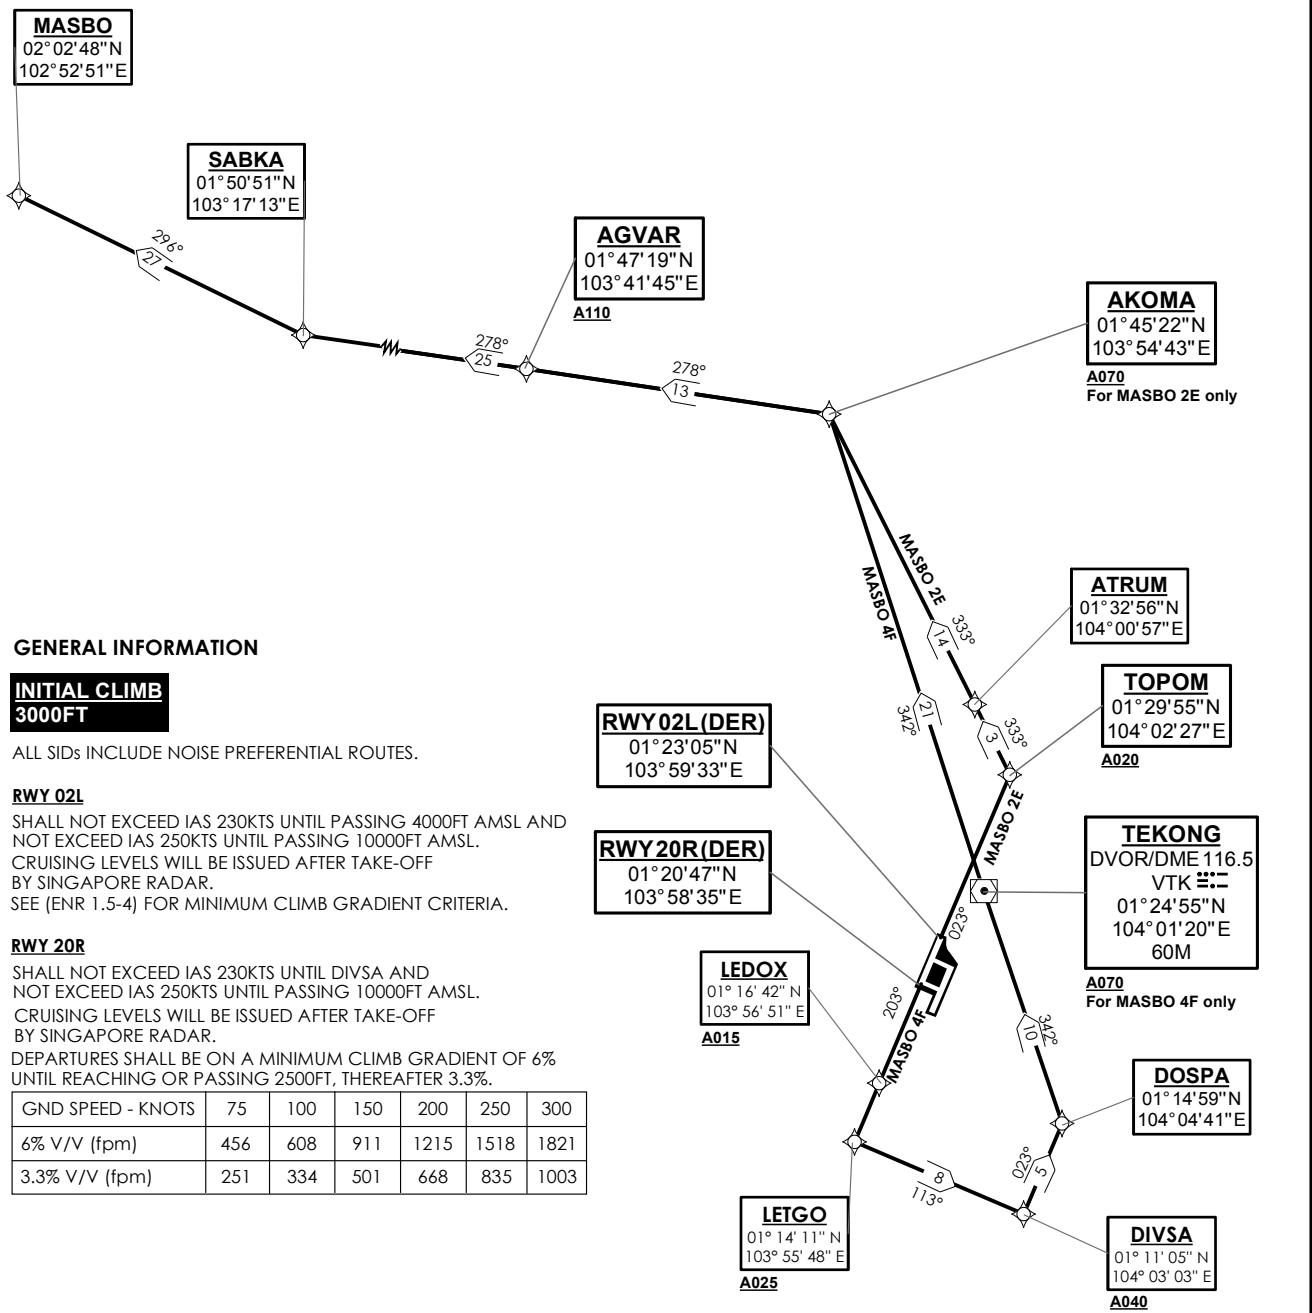 MASBO
02°02'48"N
102°52'51"E
SABKA
01°50'51"N
103°17'13"E
AGVAR
01°47'19"N
103°41'45"E
A110
AKOMA
01°45'22"N
103°54'43"E
A070
For MASBO 2E only
296°
27
278°
25
278°
13
MASBO 2E
MASBO 4F
ATRUM
01°32'56"N
104°00'57"E
333°
14
TOPOM
01°29'55"N
104°02'27"E
A020
333°
3
21
342°
MASBO 2E
GENERAL INFORMATION
INITIAL CLIMB
3000FT
ALL SIDs INCLUDE NOISE PREFERENTIAL ROUTES.
RWY 02L
SHALL NOT EXCEED IAS 230KTS UNTIL PASSING 4000FT AMSL AND
NOT EXCEED IAS 250KTS UNTIL PASSING 10000FT AMSL.
CRUISING LEVELS WILL BE ISSUED AFTER TAKE-OFF
BY SINGAPORE RADAR.
SEE (ENR 1.5-4) FOR MINIMUM CLIMB GRADIENT CRITERIA.
RWY 20R
SHALL NOT EXCEED IAS 230KTS UNTIL DIVSA AND
NOT EXCEED IAS 250KTS UNTIL PASSING 10000FT AMSL.
CRUISING LEVELS WILL BE ISSUED AFTER TAKE-OFF
BY SINGAPORE RADAR.
DEPARTURES SHALL BE ON A MINIMUM CLIMB GRADIENT OF 6%
UNTIL REACHING OR PASSING 2500FT, THEREAFTER 3.3%.
GND SPEED - KNOTS 75 100 150 200 250 300
6% V/V (fpm) 456 608 911 1215 1518 1821
3.3% V/V (fpm) 251 334 501 668 835 1003
RWY 02L(DER)
01°23'05"N
103°59'33"E
RWY 20R(DER)
01°20'47"N
103°58'35"E
TEKONG
DVOR/DME 116.5
VTK
01°24'55"N
104°01'20"E
60M
A070
For MASBO 4F only
023°
LEDOX
01° 16' 42" N
103° 56' 51" E
A015
203°
MASBO 4F
342°
10
DOSPA
01°14'59"N
104°04'41"E
023°
5
8
113°
LETGO
01° 14' 11" N
103° 55' 48" E
A025
DIVSA
01° 11' 05" N
104° 03' 03" E
A040